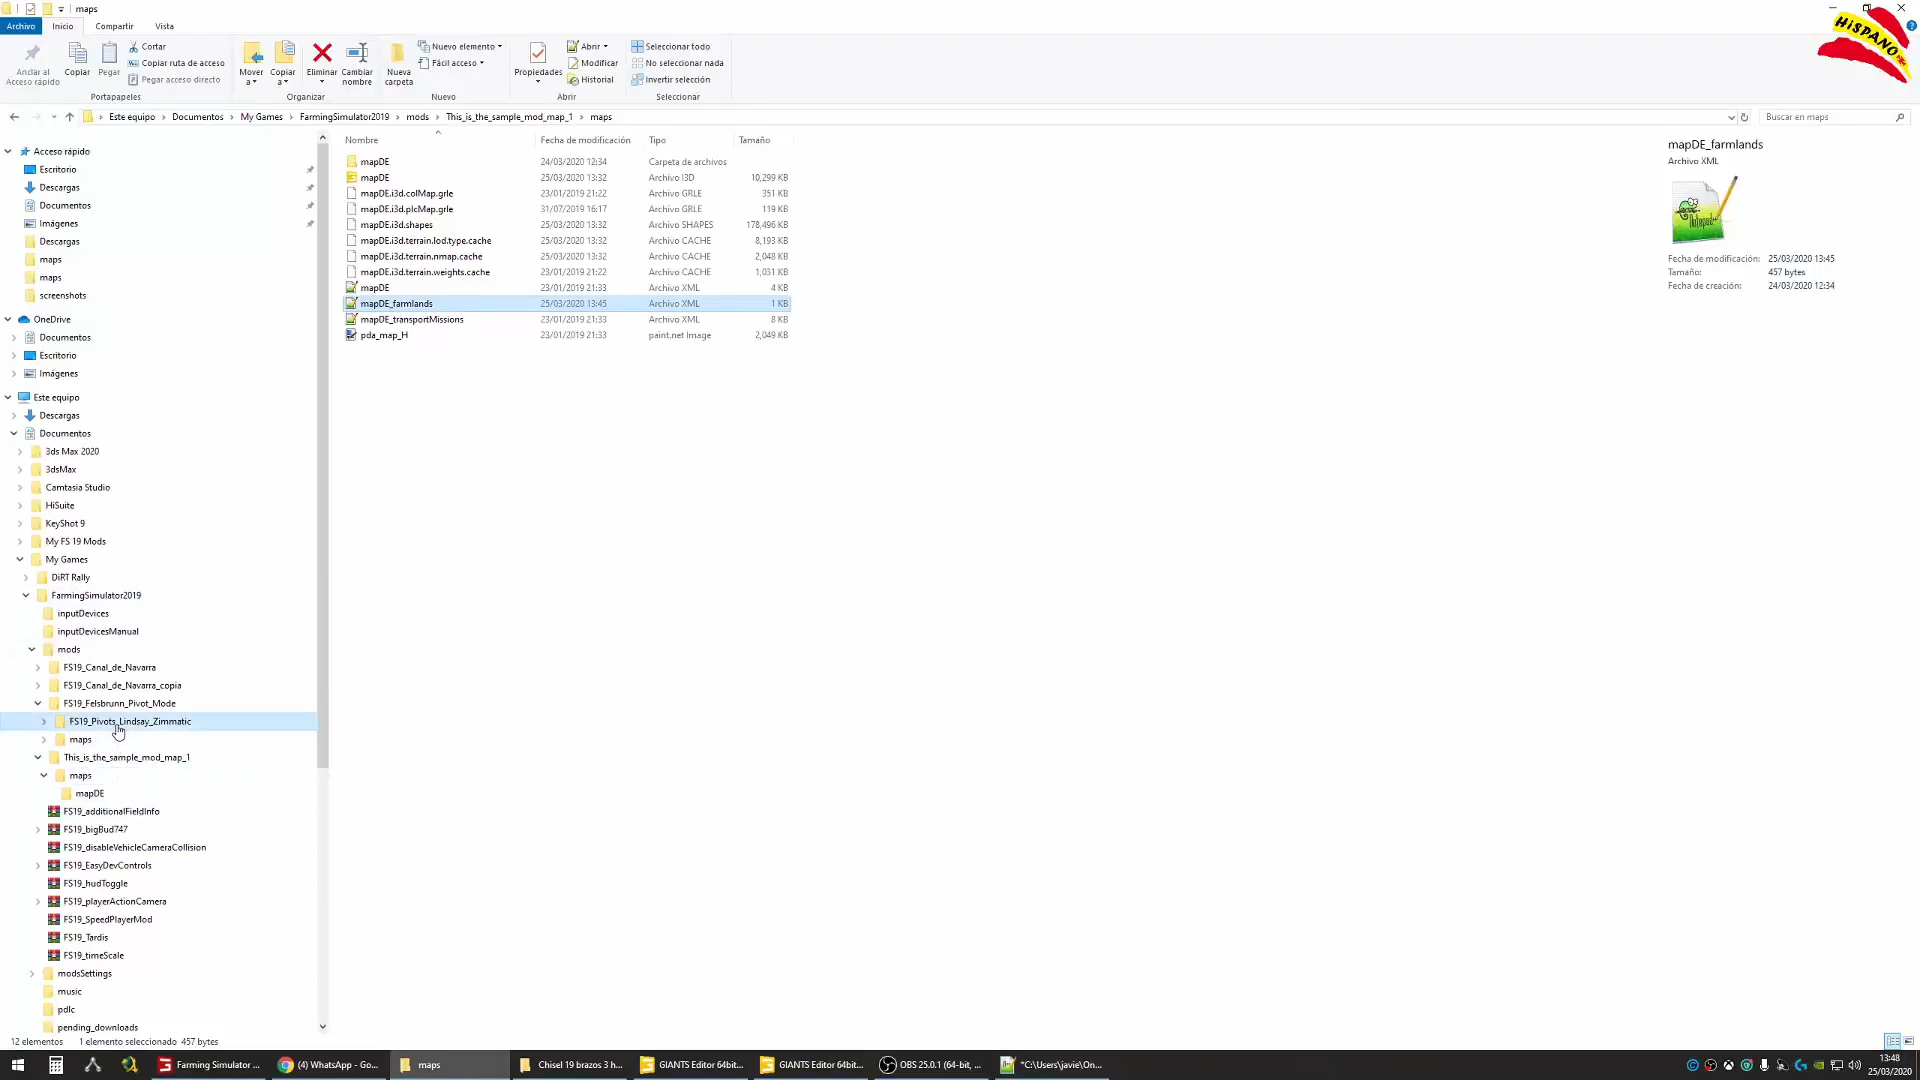 maps
Archivo Inicio Compartir Vista
Anclar al Acceso rápido
Copiar
Pegar
Cortar
Copiar ruta de acceso
Pegar acceso directo
Portapapeles
Mover a
Copiar a
Eliminar
Cambiar nombre
Organizar
Nueva carpeta
Nuevo elemento
Fácil acceso
Nuevo
Propiedades
Abrir
Modificar
Historial
Abrir
Seleccionar todo
No seleccionar nada
Invertir selección
Seleccionar
HISPANO
Este equipo › Documentos › My Games › FarmingSimulator2019 › mods › This_is_the_sample_mod_map_1 › maps
Buscar en maps
Acceso rápido
Escritorio
Descargas
Documentos
Imágenes
Descargas
maps
maps
screenshots
OneDrive
Documentos
Escritorio
Imágenes
Este equipo
Descargas
Documentos
3ds Max 2020
3dsMax
Camtasia Studio
HiSuite
KeyShot 9
My FS 19 Mods
My Games
DiRT Rally
FarmingSimulator2019
inputDevices
inputDevicesManual
mods
FS19_Canal_de_Navarra
FS19_Canal_de_Navarra_copia
FS19_Felsbrunn_Pivot_Mode
FS19_Pivots_Lindsay_Zimmatic
maps
This_is_the_sample_mod_map_1
maps
mapDE
FS19_additionalFieldInfo
FS19_bigBud747
FS19_disableVehicleCameraCollision
FS19_EasyDevControls
FS19_hudToggle
FS19_playerActionCamera
FS19_SpeedPlayerMod
FS19_Tardis
FS19_timeScale
modsSettings
music
pdlc
pending_downloads
Nombre Fecha de modificación Tipo Tamaño
mapDE 24/03/2020 12:34 Carpeta de archivos
mapDE 25/03/2020 13:32 Archivo I3D 10,299 KB
mapDE.i3d.colMap.grle 23/01/2019 21:22 Archivo GRLE 351 KB
mapDE.i3d.plcMap.grle 31/07/2019 16:17 Archivo GRLE 119 KB
mapDE.i3d.shapes 25/03/2020 13:32 Archivo SHAPES 178,496 KB
mapDE.i3d.terrain.lod.type.cache 25/03/2020 13:32 Archivo CACHE 8,193 KB
mapDE.i3d.terrain.nmap.cache 25/03/2020 13:32 Archivo CACHE 2,048 KB
mapDE.i3d.terrain.weights.cache 23/01/2019 21:22 Archivo CACHE 1,031 KB
mapDE 23/01/2019 21:33 Archivo XML 4 KB
mapDE_farmlands 25/03/2020 13:45 Archivo XML 1 KB
mapDE_transportMissions 23/01/2019 21:33 Archivo XML 8 KB
pda_map_H 23/01/2019 21:33 paint.net Image 2,049 KB
mapDE_farmlands
Archivo XML
Fecha de modificación: 25/03/2020 13:45
Tamaño: 457 bytes
Fecha de creación: 24/03/2020 12:34
12 elementos 1 elemento seleccionado 457 bytes
Farming Simulator ...
(4) WhatsApp - Go...
maps
Chisel 19 brazos 3 h...
GIANTS Editor 64bit...
GIANTS Editor 64bit...
OBS 25.0.1 (64-bit, ...
*C:\Users\javie\On...
13:48
25/03/2020